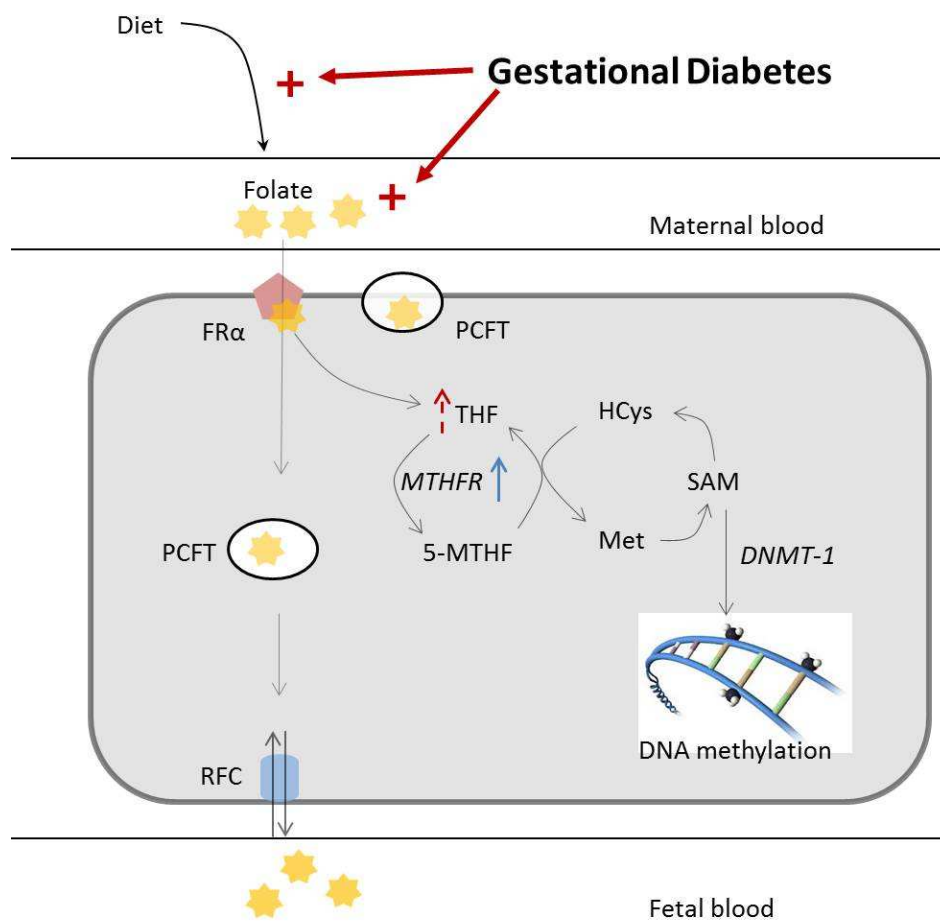 Diet
+
Gestational Diabetes
Folate
+
Maternal blood
FRα
PCFT
THF
HCys
MTHFR
SAM
PCFT
5-MTHF
Met
DNMT-1
DNA methylation
RFC
Fetal blood